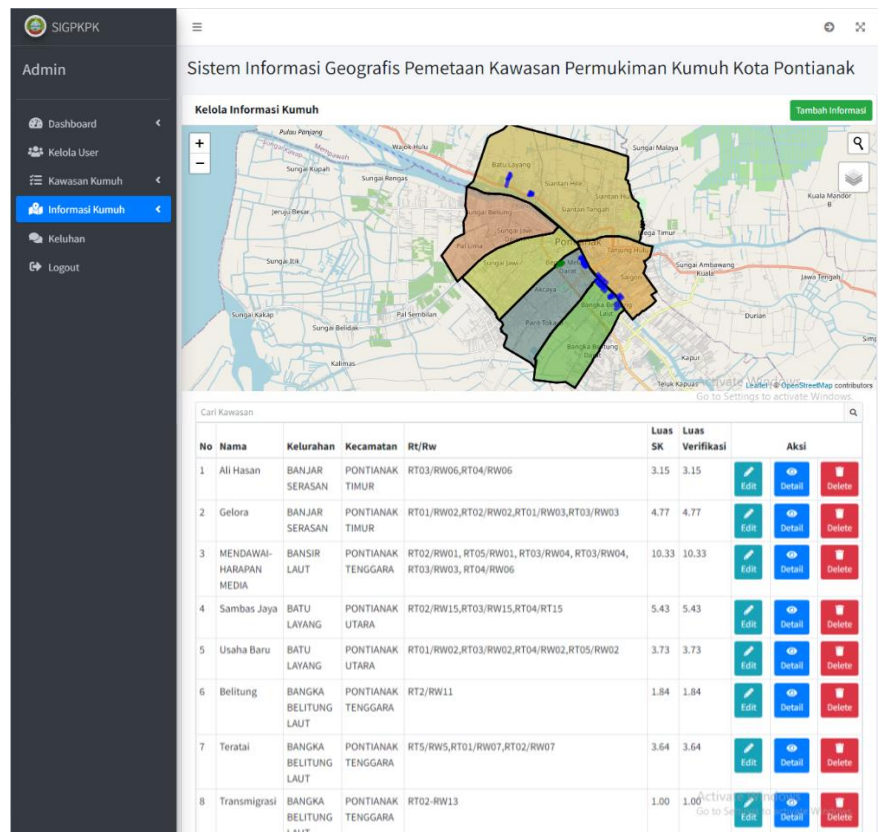 SIGPKPK
Admin
Dashboard
Kelola User
Kawasan Kumuh
Informasi Kumuh
Keluhan
Logout
Sistem Informasi Geografis Pemetaan Kawasan Permukiman Kumuh Kota Pontianak
Kelola Informasi Kumuh
Tambah Informasi
+
−
Pulau Panjang
Wajok Hulu
Sungai Malaya
Sungai Kupah
Sungai Rengas
Batu Layang
Siantan Hilir
Siantan Hulu
Kuala Mandor
B
Jeruju Besar
Sungai Beliung
Siantan Tengah
Mega Timur
Pal Lima
Sungai Jawi
Pontianak
Tanjung Hulu
Sungai Itik
Sungai Jawi
Benua Melayu
Darat
Saigon
Sungai Ambawang
Kuala
Jawa Tengah
Akcaya
Bangka Belitung
Laut
Sungai Kakap
Pal Sembilan
Parit Tokaya
Durian
Sungai Belidak
Bangka Belitung
Darat
Kalimas
Kapur
Teluk Kapuas
Leaflet | © OpenStreetMap contributors
Activate Windows
Go to Settings to activate Windows.
Cari Kawasan
No Nama Kelurahan Kecamatan Rt/Rw Luas SK Luas Verifikasi Aksi
1 Ali Hasan BANJAR SERASAN PONTIANAK TIMUR RT03/RW06,RT04/RW06 3.15 3.15 Edit Detail Delete
2 Gelora BANJAR SERASAN PONTIANAK TIMUR RT01/RW02,RT02/RW02,RT01/RW03,RT03/RW03 4.77 4.77 Edit Detail Delete
3 MENDAWAI-HARAPAN MEDIA BANSIR LAUT PONTIANAK TENGGARA RT02/RW01, RT05/RW01, RT03/RW04, RT03/RW04, RT03/RW03, RT04/RW06 10.33 10.33 Edit Detail Delete
4 Sambas Jaya BATU LAYANG PONTIANAK UTARA RT02/RW15,RT03/RW15,RT04/RT15 5.43 5.43 Edit Detail Delete
5 Usaha Baru BATU LAYANG PONTIANAK UTARA RT01/RW02,RT03/RW02,RT04/RW02,RT05/RW02 3.73 3.73 Edit Detail Delete
6 Belitung BANGKA BELITUNG LAUT PONTIANAK TENGGARA RT2/RW11 1.84 1.84 Edit Detail Delete
7 Teratai BANGKA BELITUNG LAUT PONTIANAK TENGGARA RT5/RW5,RT01/RW07,RT02/RW07 3.64 3.64 Edit Detail Delete
8 Transmigrasi BANGKA BELITUNG LAUT PONTIANAK TENGGARA RT02-RW13 1.00 1.00 Edit Detail Delete